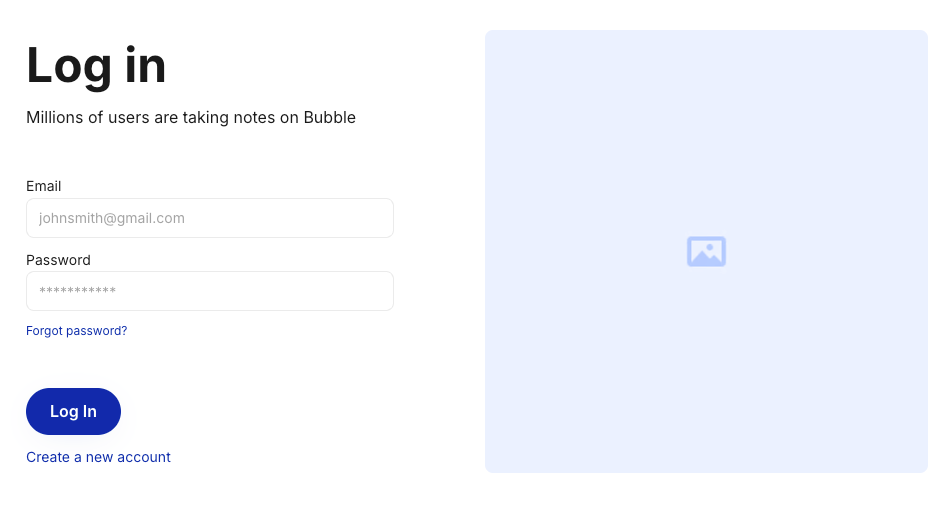 Log in
Millions of users are taking notes on Bubble
Email
johnsmith@gmail.com
Password
***********
Forgot password?
Log In
Create a new account